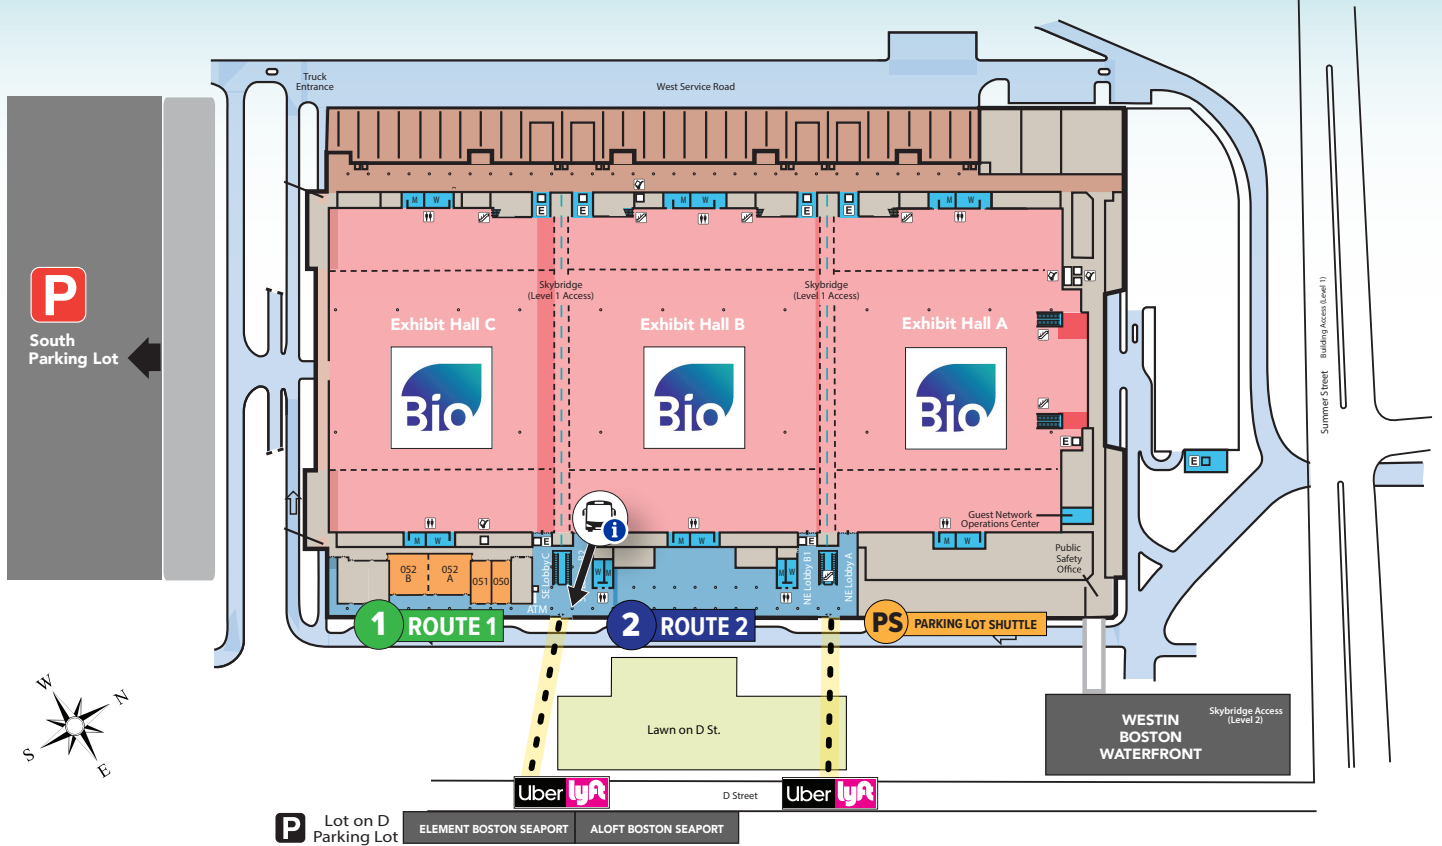 Truck
Entrance
West Service Road
M W
M W
M W
E
E
E
E
Skybridge
(Level 1 Access)
Skybridge
(Level 1 Access)
Exhibit Hall C
Exhibit Hall B
Exhibit Hall A
Bio
Bio
Bio
P
South
Parking Lot
Summer Street
Building Access (Level 1)
E
E
i
Guest Network
Operations Center
M W
M W
M W
E
E
Public
Safety
Office
052
B
052
A
051
050
SE Lobby C
B2
W M
M W
NE Lobby B1
NE Lobby A
ATM
1 ROUTE 1
2 ROUTE 2
PS PARKING LOT SHUTTLE
W
N
S
E
Lawn on D St.
WESTIN
BOSTON
WATERFRONT
Skybridge Access
(Level 2)
Uber lyft
D Street
Uber lyft
P
Lot on D
Parking Lot
ELEMENT BOSTON SEAPORT
ALOFT BOSTON SEAPORT